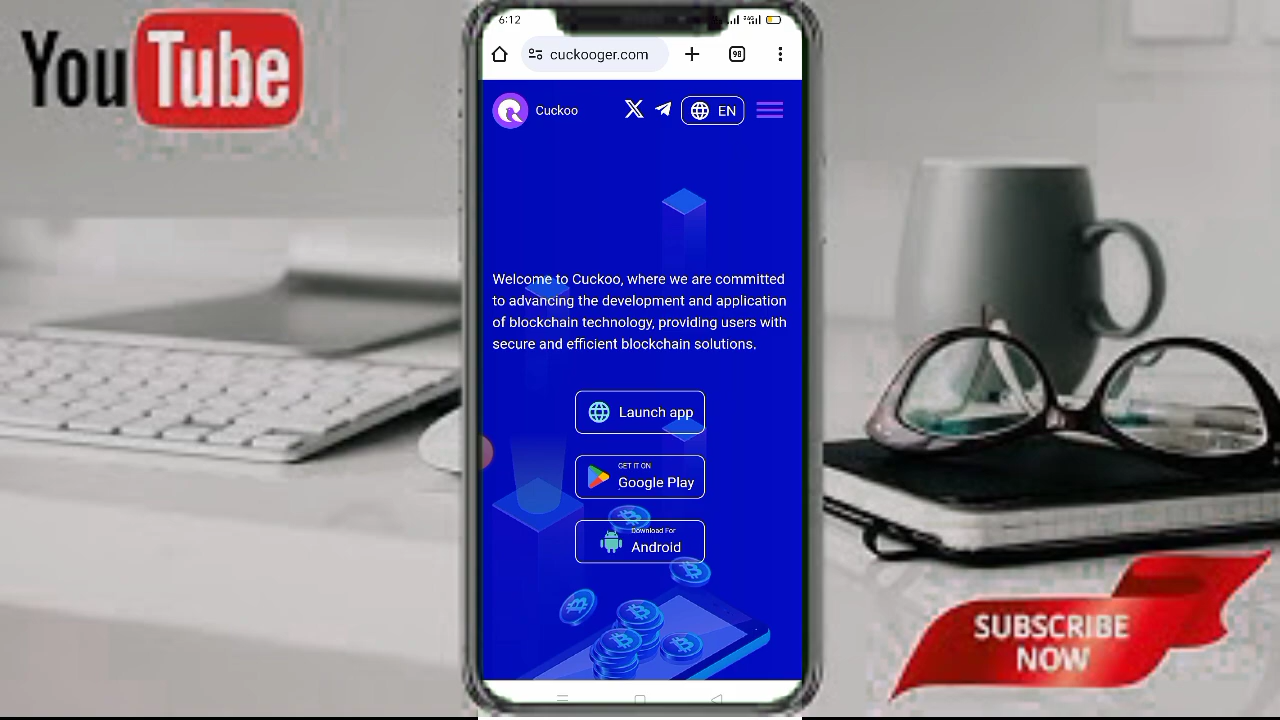 YouTube
6:12
cuckooger.com
98
Cuckoo
EN
Welcome to Cuckoo, where we are committed
to advancing the development and application
of blockchain technology, providing users with
secure and efficient blockchain solutions.
Launch app
GET IT ON
Google Play
Download For
Android
SUBSCRIBE
NOW